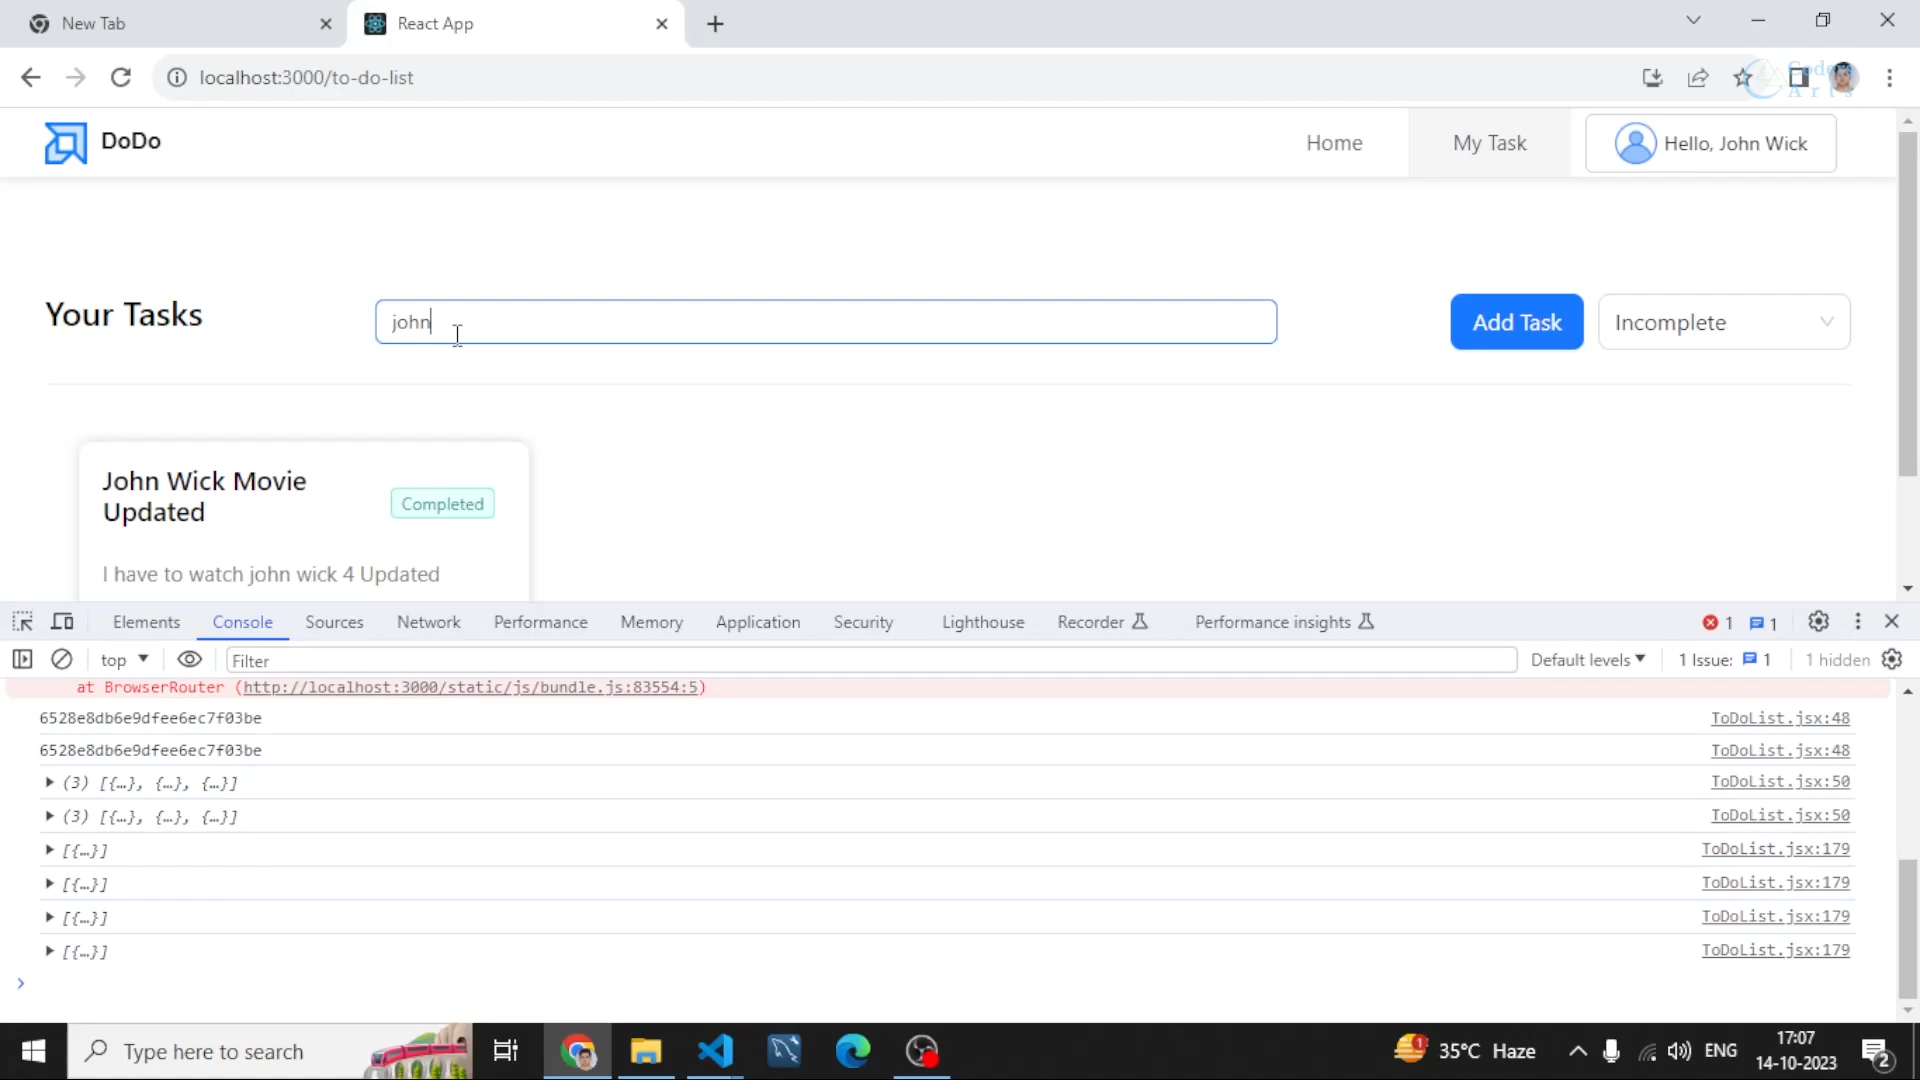 New Tab
React App
localhost:3000/to-do-list
Coders
Arts
DoDo
Home
My Task
Hello, John Wick
Your Tasks
john
Add Task
Incomplete
John Wick Movie
Updated
Completed
I have to watch john wick 4 Updated
Elements
Console
Sources
Network
Performance
Memory
Application
Security
Lighthouse
Recorder
Performance insights
1
1
top
Filter
Default levels
1 Issue: 1
1 hidden
at BrowserRouter (http://localhost:3000/static/js/bundle.js:83554:5)
6528e8db6e9dfee6ec7f03be ToDoList.jsx:48
6528e8db6e9dfee6ec7f03be ToDoList.jsx:48
(3) [{…}, {…}, {…}] ToDoList.jsx:50
(3) [{…}, {…}, {…}] ToDoList.jsx:50
[{…}] ToDoList.jsx:179
[{…}] ToDoList.jsx:179
[{…}] ToDoList.jsx:179
[{…}] ToDoList.jsx:179
Type here to search
1
35°C Haze
ENG
17:07
14-10-2023
2